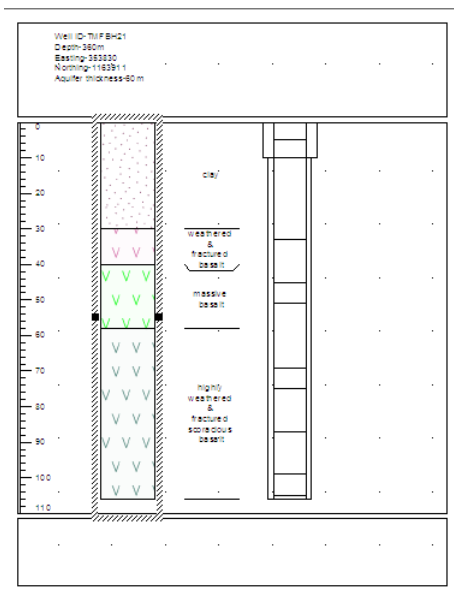 Well ID-TMF BH21
Depth-360m
Easting-353830
Northing-1163911
Aquifer thickness-60 m
0
10
20
30
40
50
60
70
80
90
100
110
clay
weathered
&
fractured
basalt
massive
basalt
highly
weathered
&
fractured
scoracious
basalt